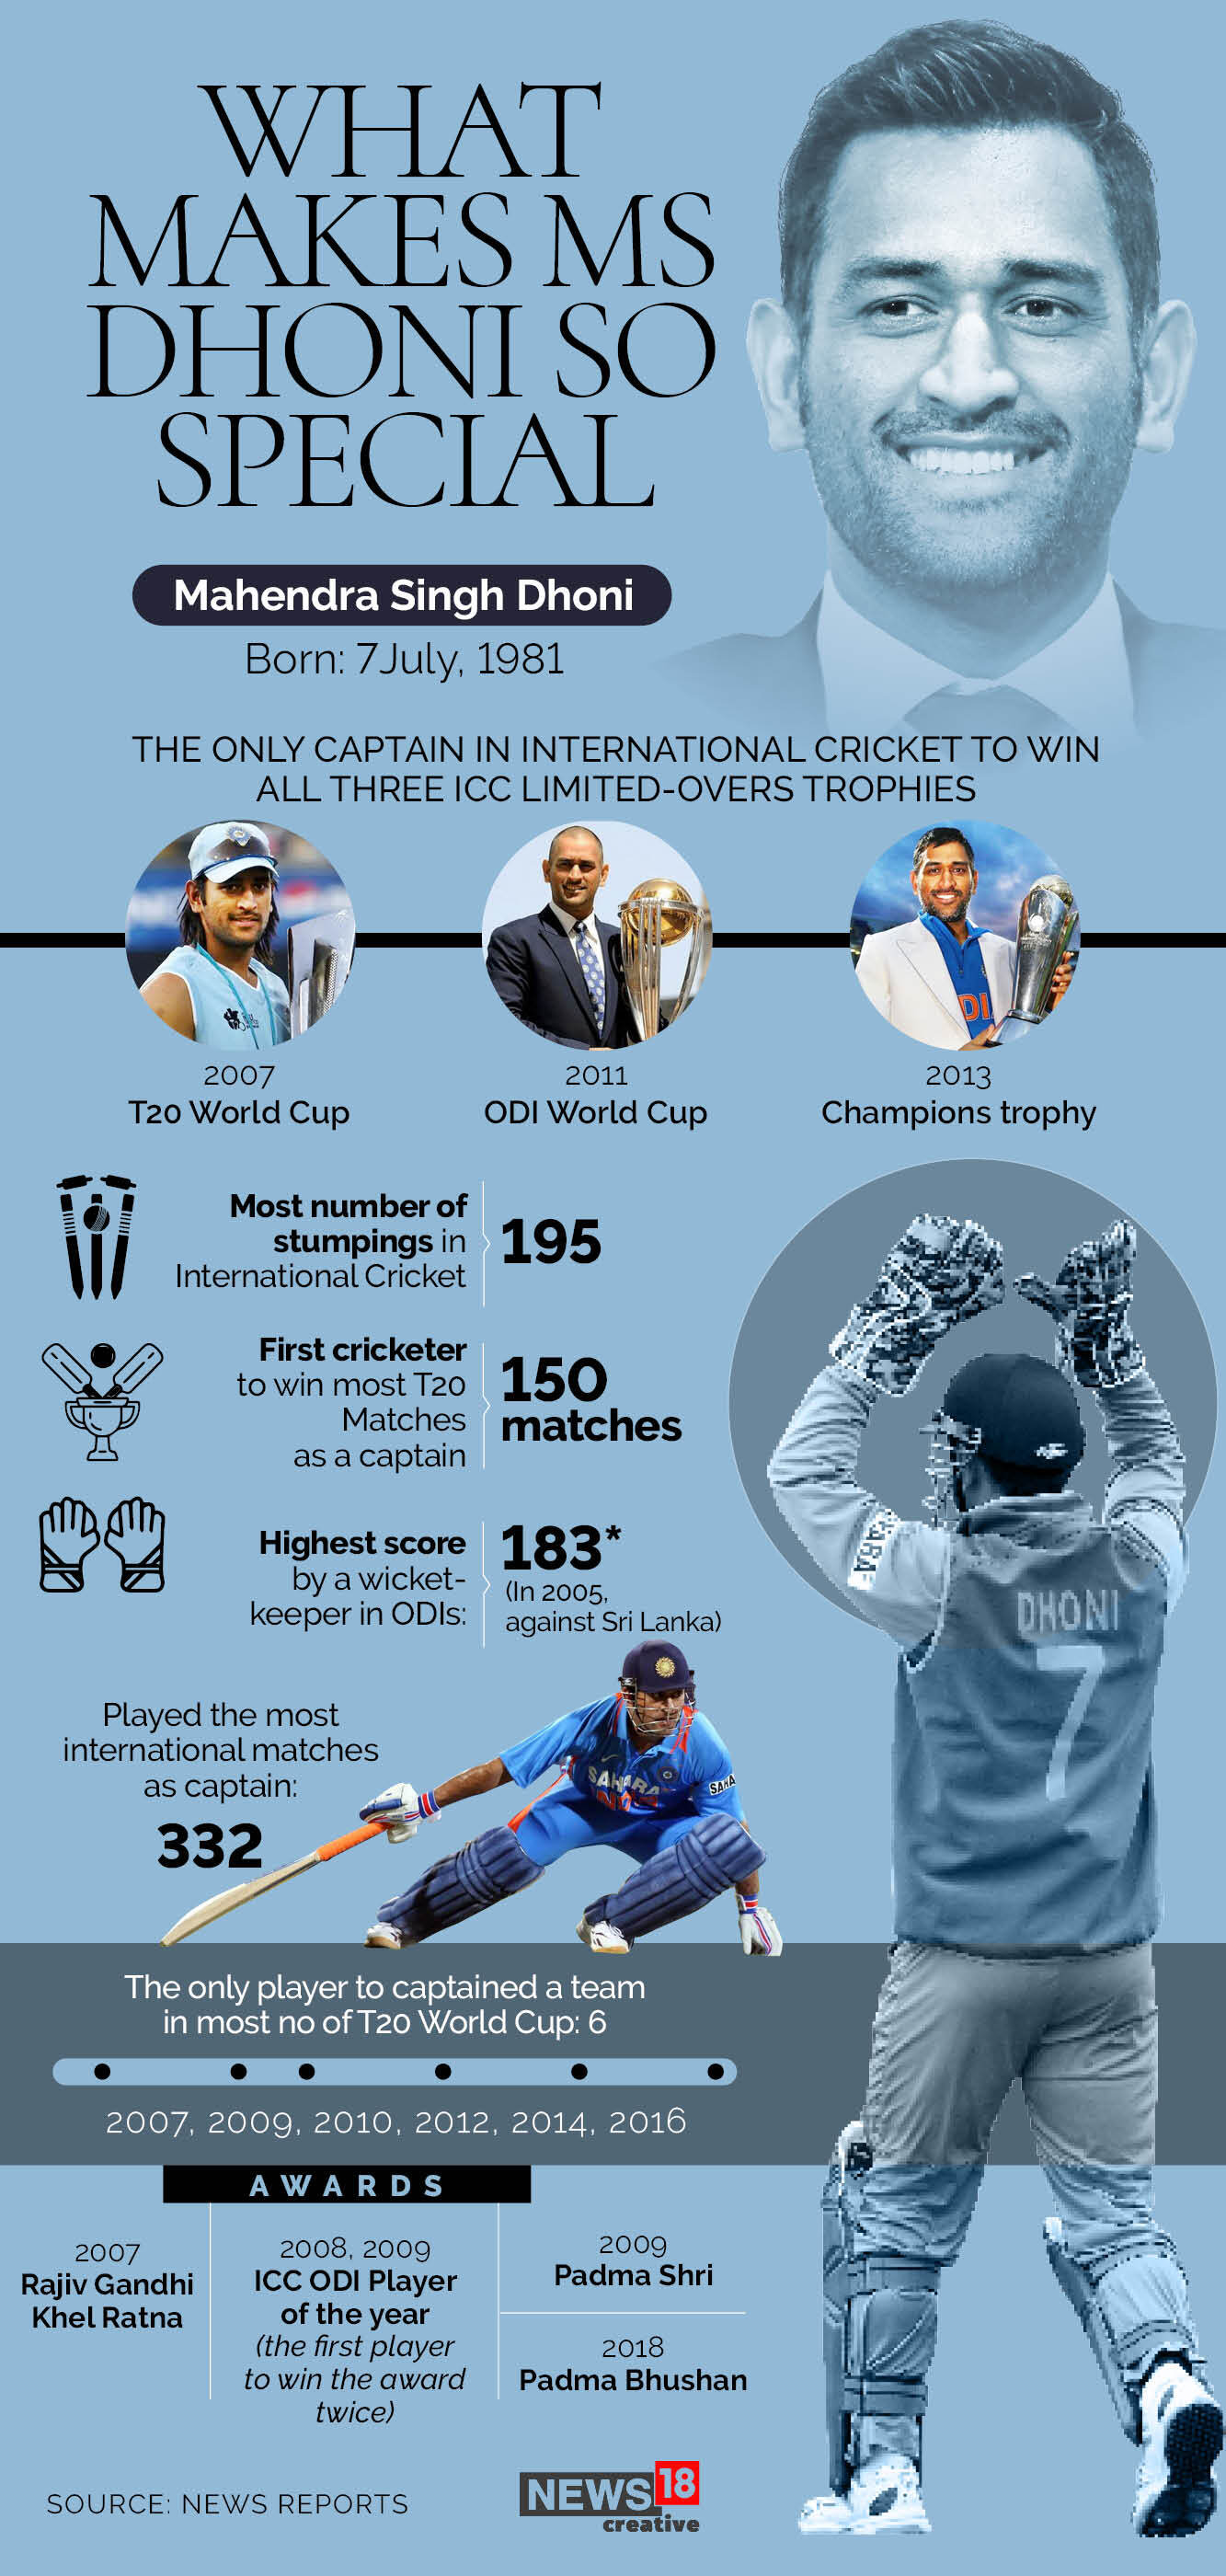 WHAT
MAKES MS
DHONI SO
SPECIAL
Mahendra Singh Dhoni
Born: 7July, 1981
THE ONLY CAPTAIN IN INTERNATIONAL CRICKET TO WIN
ALL THREE ICC LIMITED-OVERS TROPHIES
DI
2007
T20 World Cup
2011
ODI World Cup
2013
Champions trophy
Most number of
stumpings in
International Cricket
195
First cricketer
to win most T20
Matches
as a captain
150
matches
Highest score
by a wicket-
keeper in ODIs:
183*
(In 2005,
against Sri Lanka)
DHONI
7
Played the most
international matches
as captain:
332
SAHARA
SAHA
The only player to captained a team
in most no of T20 World Cup: 6
2007, 2009, 2010, 2012, 2014, 2016
AWARDS
2007
Rajiv Gandhi
Khel Ratna
2008, 2009
ICC ODI Player
of the year
(the first player
to win the award
twice)
2009
Padma Shri
2018
Padma Bhushan
SOURCE: NEWS REPORTS
NEWS18
creative